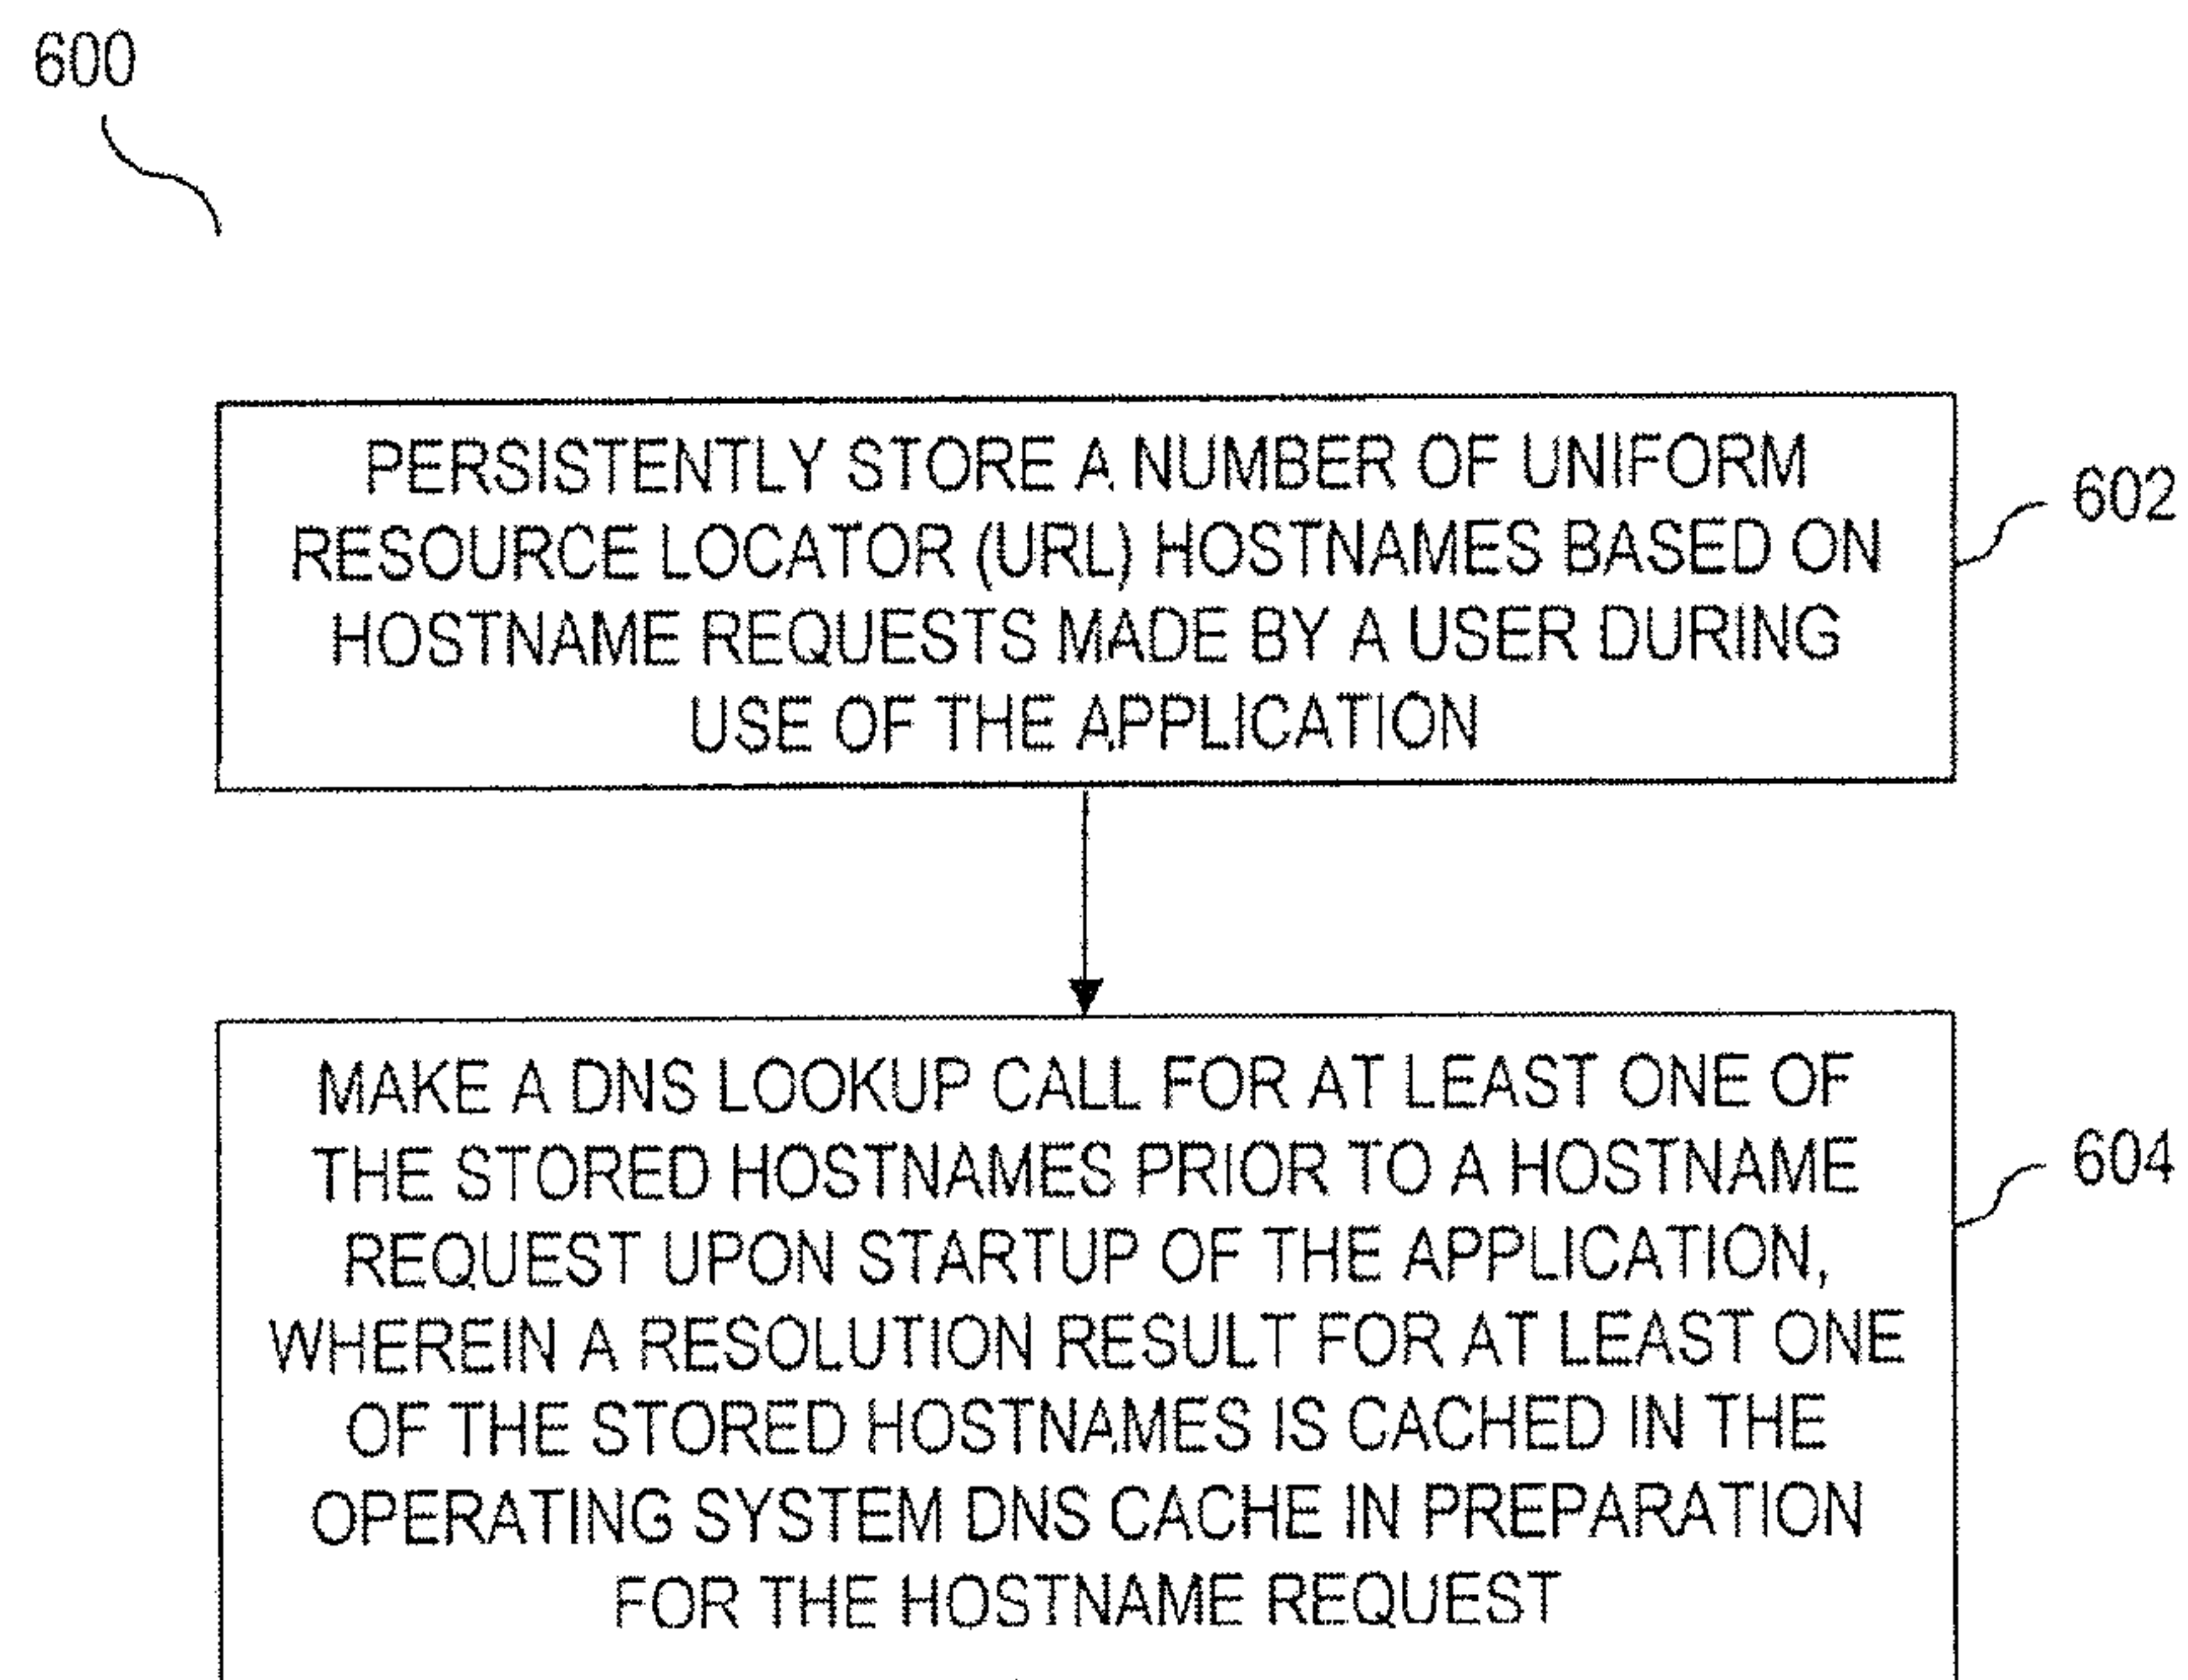 600
PERSISTENTLY STORE A NUMBER OF UNIFORM
RESOURCE LOCATOR (URL) HOSTNAMES BASED ON
HOSTNAME REQUESTS MADE BY A USER DURING
USE OF THE APPLICATION
602
MAKE A DNS LOOKUP CALL FOR AT LEAST ONE OF
THE STORED HOSTNAMES PRIOR TO A HOSTNAME
REQUEST UPON STARTUP OF THE APPLICATION,
WHEREIN A RESOLUTION RESULT FOR AT LEAST ONE
OF THE STORED HOSTNAMES IS CACHED IN THE
OPERATING SYSTEM DNS CACHE IN PREPARATION
FOR THE HOSTNAME REQUEST
604